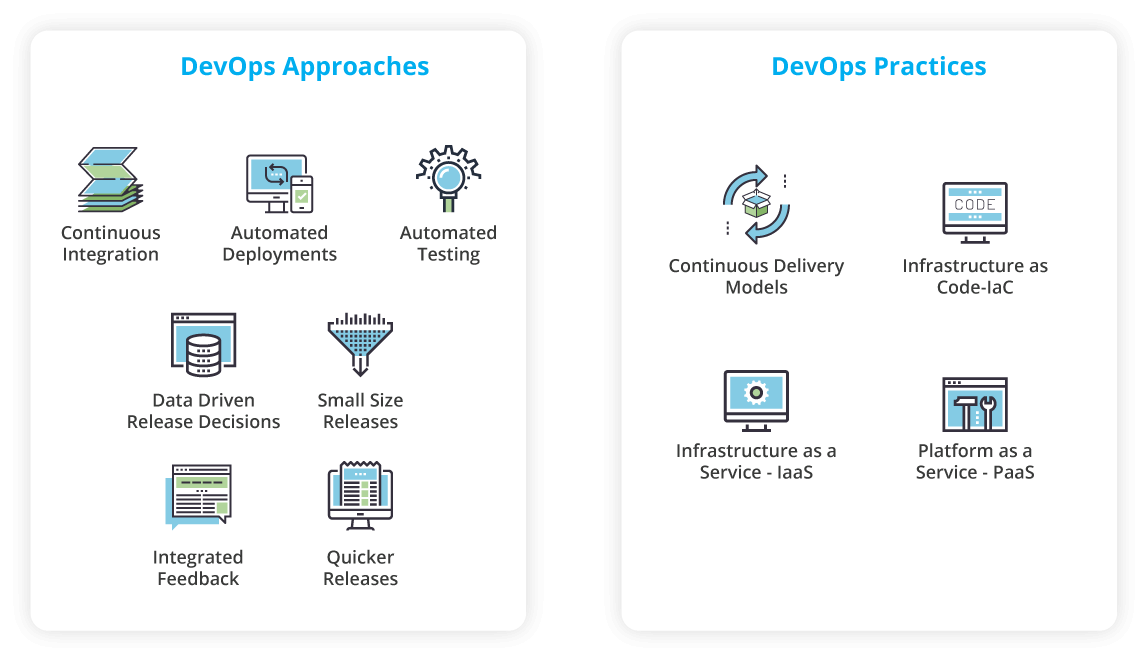 DevOps Approaches
Continuous
Integration
Automated
Deployments
Automated
Testing
Data Driven
Release Decisions
Small Size
Releases
Integrated
Feedback
Quicker
Releases
DevOps Practices
Continuous Delivery
Models
CODE
Infrastructure as
Code-IaC
Infrastructure as a
Service - IaaS
Platform as a
Service - PaaS